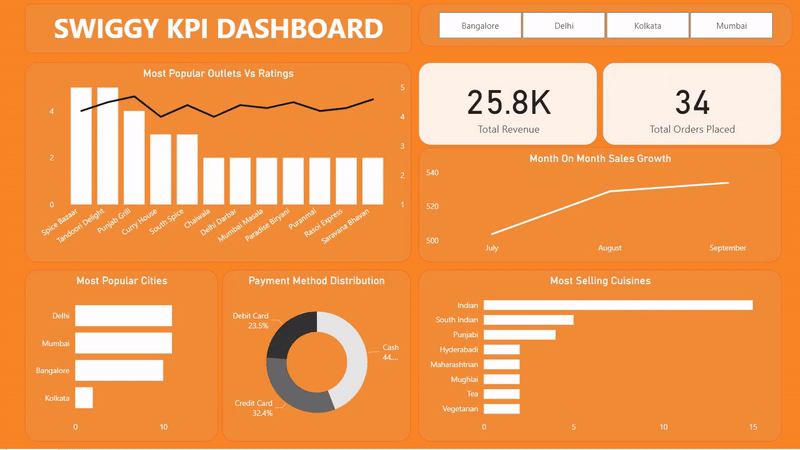 SWIGGY KPI DASHBOARD
Bangalore
Delhi
Kolkata
Mumbai
Most Popular Outlets Vs Ratings
4
2
0
5
4
3
2
1
Spice Bazaar
Tandoori Delight
Punjab Grill
Curry House
South Spice
Chaiwala
Delhi Darbar
Mumbai Masala
Paradise Biryani
Puranmal
Rasoi Express
Saravana Bhavan
25.8K
Total Revenue
34
Total Orders Placed
Month On Month Sales Growth
540
520
500
July
August
September
Most Popular Cities
Delhi
Mumbai
Bangalore
Kolkata
0
10
Payment Method Distribution
Debit Card
23.5%
Cash
44....
Credit Card
32.4%
Most Selling Cuisines
Indian
South Indian
Punjabi
Hyderabadi
Maharashtrian
Mughlai
Tea
Vegetarian
0
5
10
15